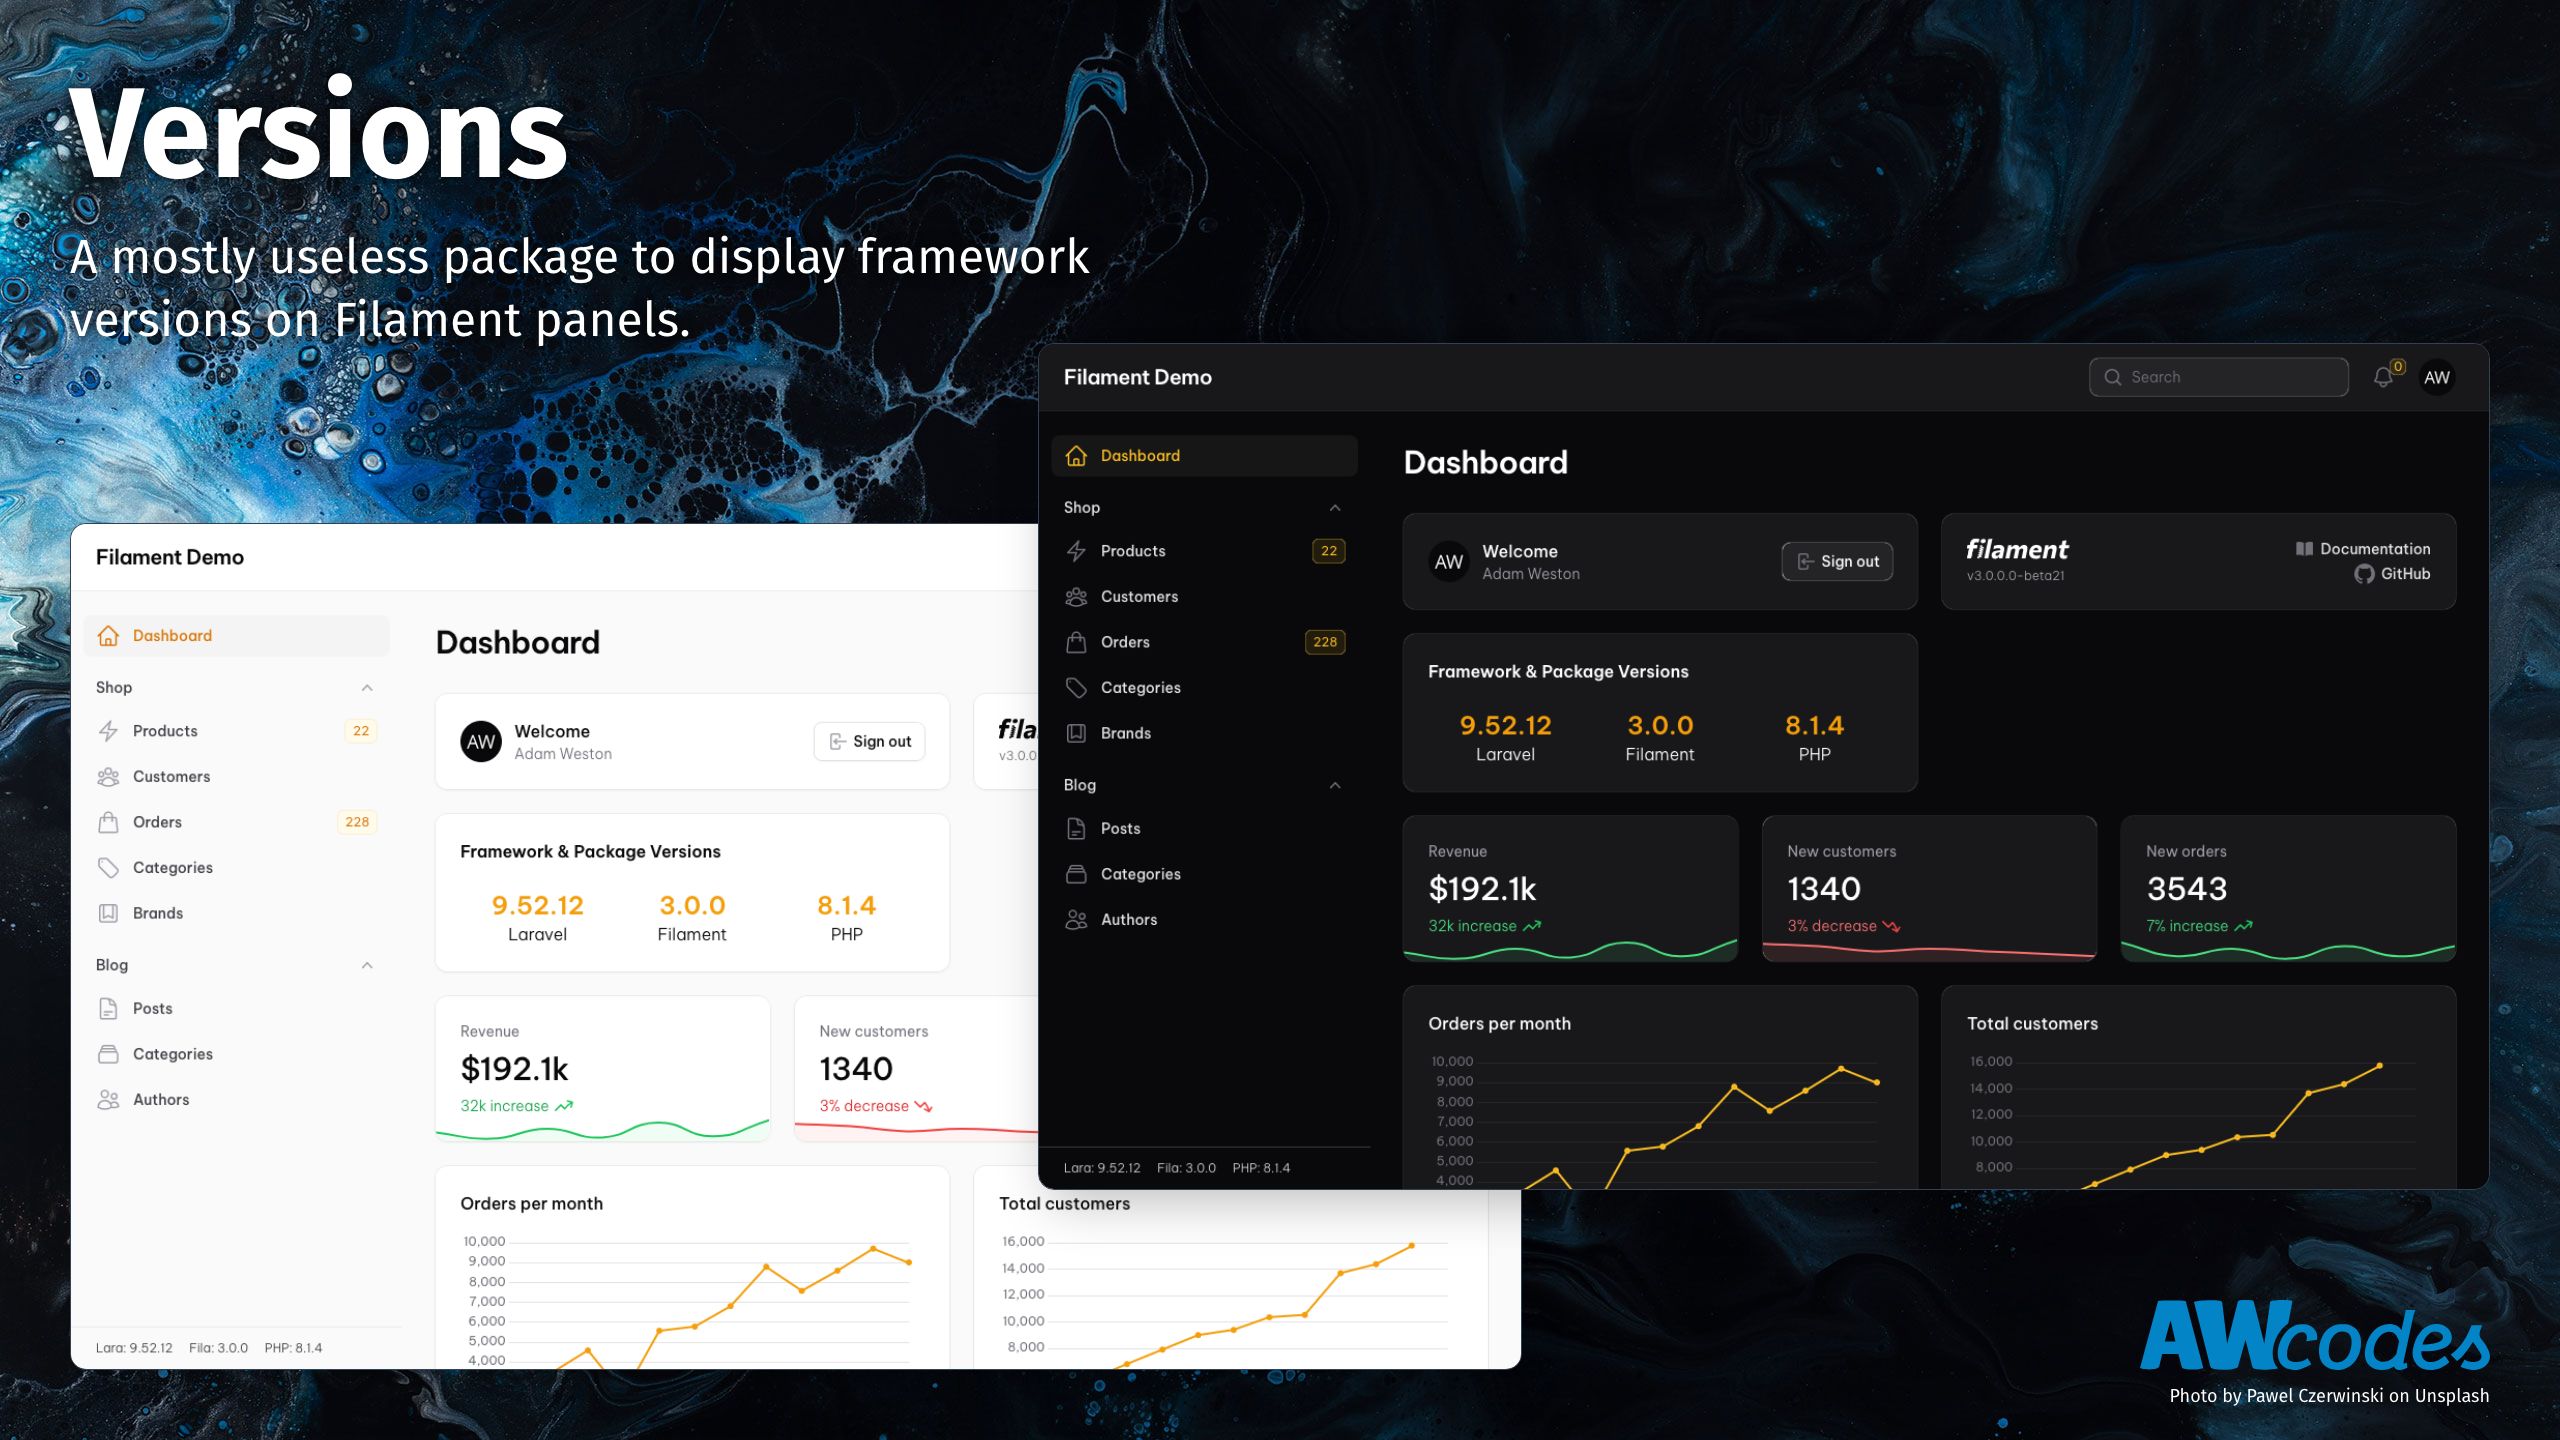 Versions
A mostly useless package to display framework
versions on Filament panels.
Filament Demo
Dashboard
Shop
Products 22
Customers
Orders 228
Categories
Brands
Blog
Posts
Categories
Authors
Lara: 9.52.12 Fila: 3.0.0 PHP: 8.1.4
Dashboard
AW
Welcome
Adam Weston
Sign out
fila
v3.0.0
Framework & Package Versions
9.52.12 3.0.0 8.1.4
Laravel Filament PHP
Revenue
$192.1k
32k increase
New customers
1340
3% decrease
Orders per month
10,000
9,000
8,000
7,000
6,000
5,000
4,000
Total customers
16,000
14,000
12,000
10,000
8,000
Filament Demo
Search
0
AW
Dashboard
Shop
Products 22
Customers
Orders 228
Categories
Brands
Blog
Posts
Categories
Authors
Lara: 9.52.12 Fila: 3.0.0 PHP: 8.1.4
Dashboard
AW
Welcome
Adam Weston
Sign out
filament
v3.0.0.0-beta21
Documentation
GitHub
Framework & Package Versions
9.52.12 3.0.0 8.1.4
Laravel Filament PHP
Revenue
$192.1k
32k increase
New customers
1340
3% decrease
New orders
3543
7% increase
Orders per month
10,000
9,000
8,000
7,000
6,000
5,000
4,000
Total customers
16,000
14,000
12,000
10,000
8,000
AWcodes
Photo by Pawel Czerwinski on Unsplash